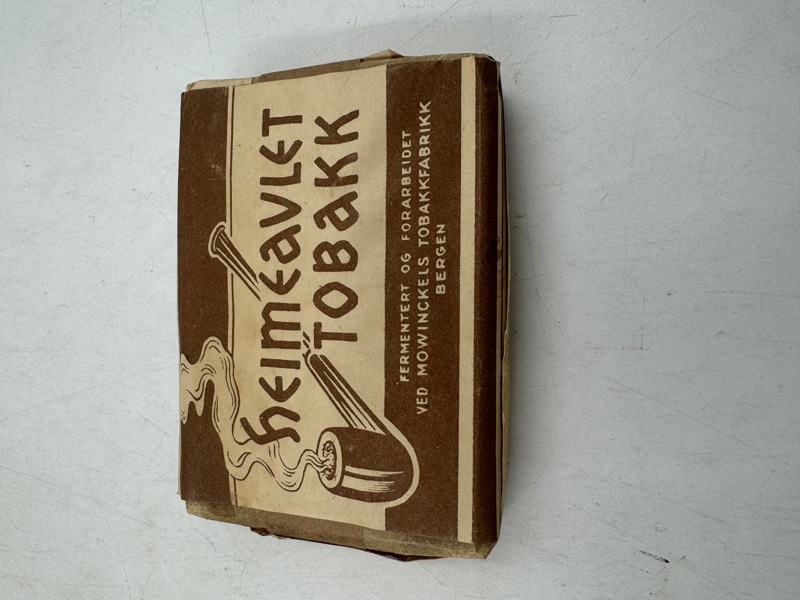 heimeavlet
TOBAKK
FERMENTERT OG FORARBEIDET
VED MOWINCKELS TOBAKKFABRIKK
BERGEN